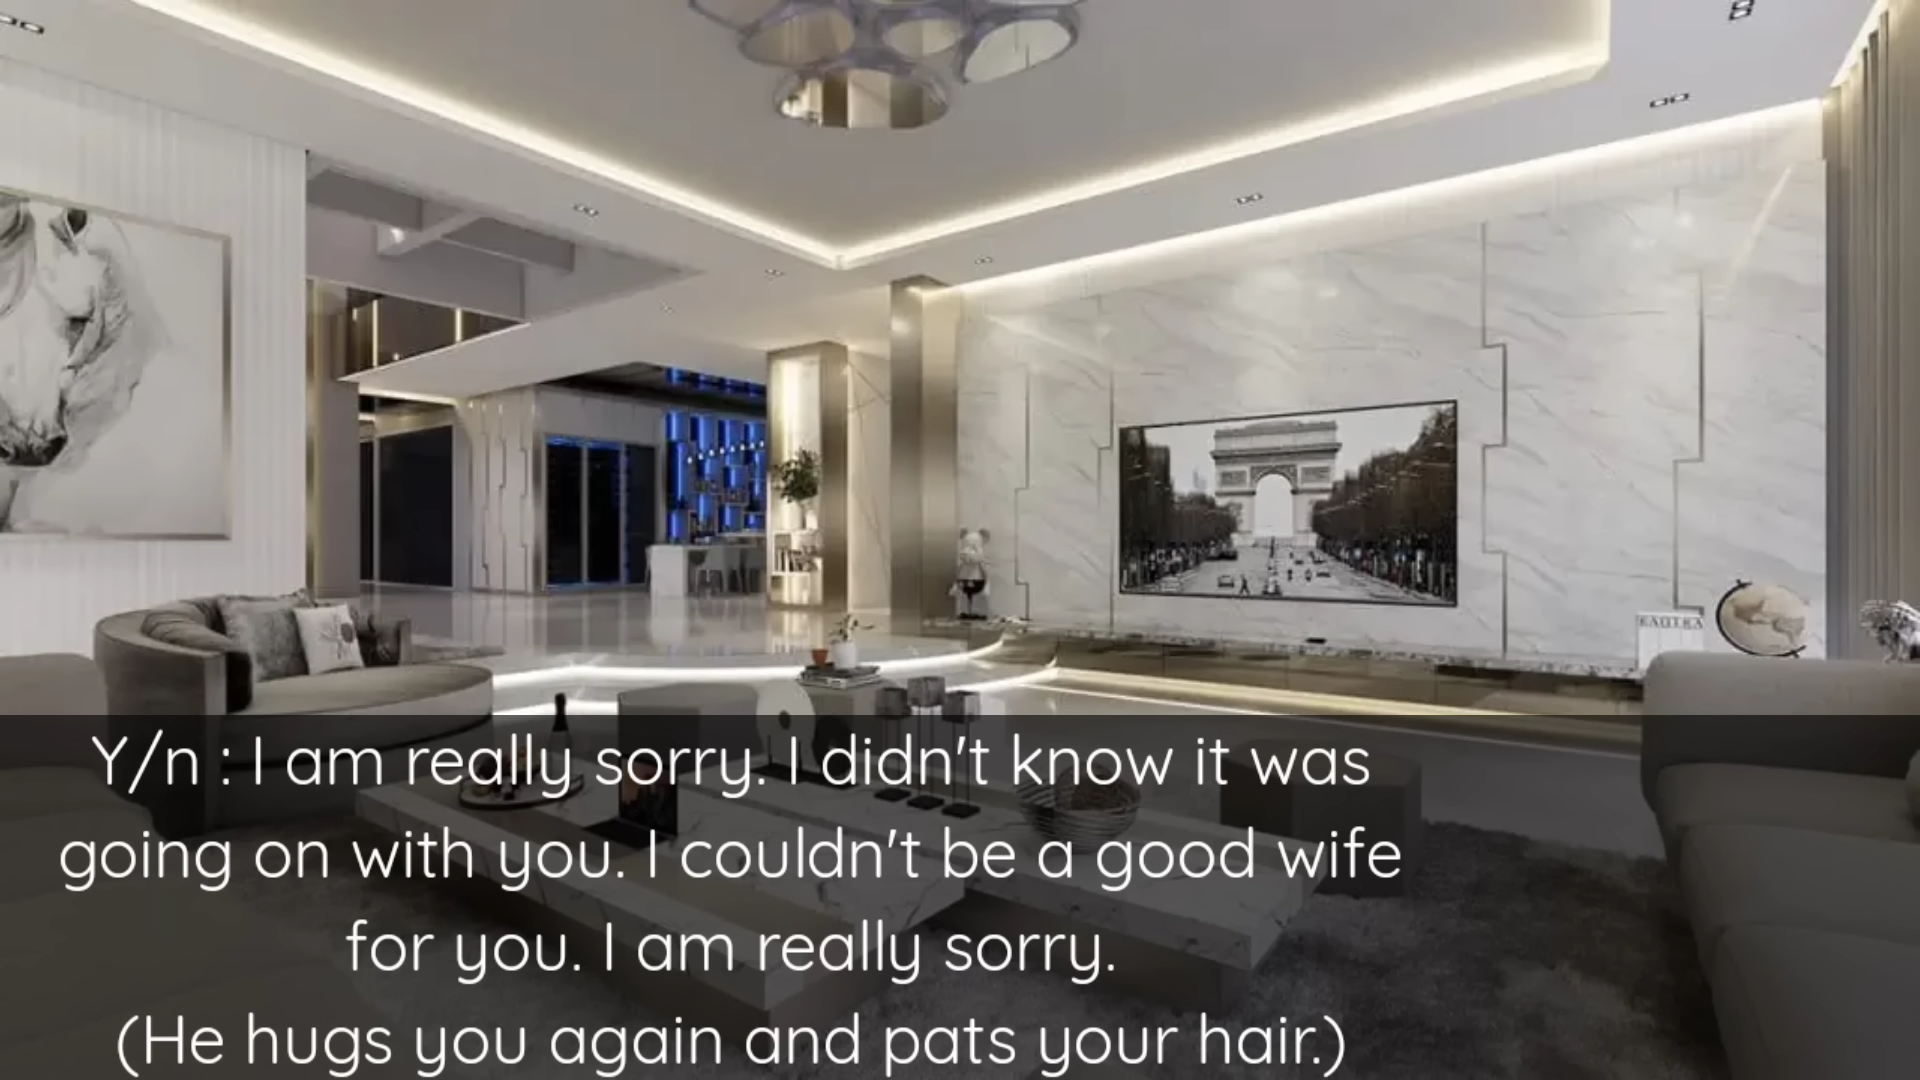 Y/n : I am really sorry. I didn't know it was
going on with you. I couldn't be a good wife
for you. I am really sorry.
(He hugs you again and pats your hair.)